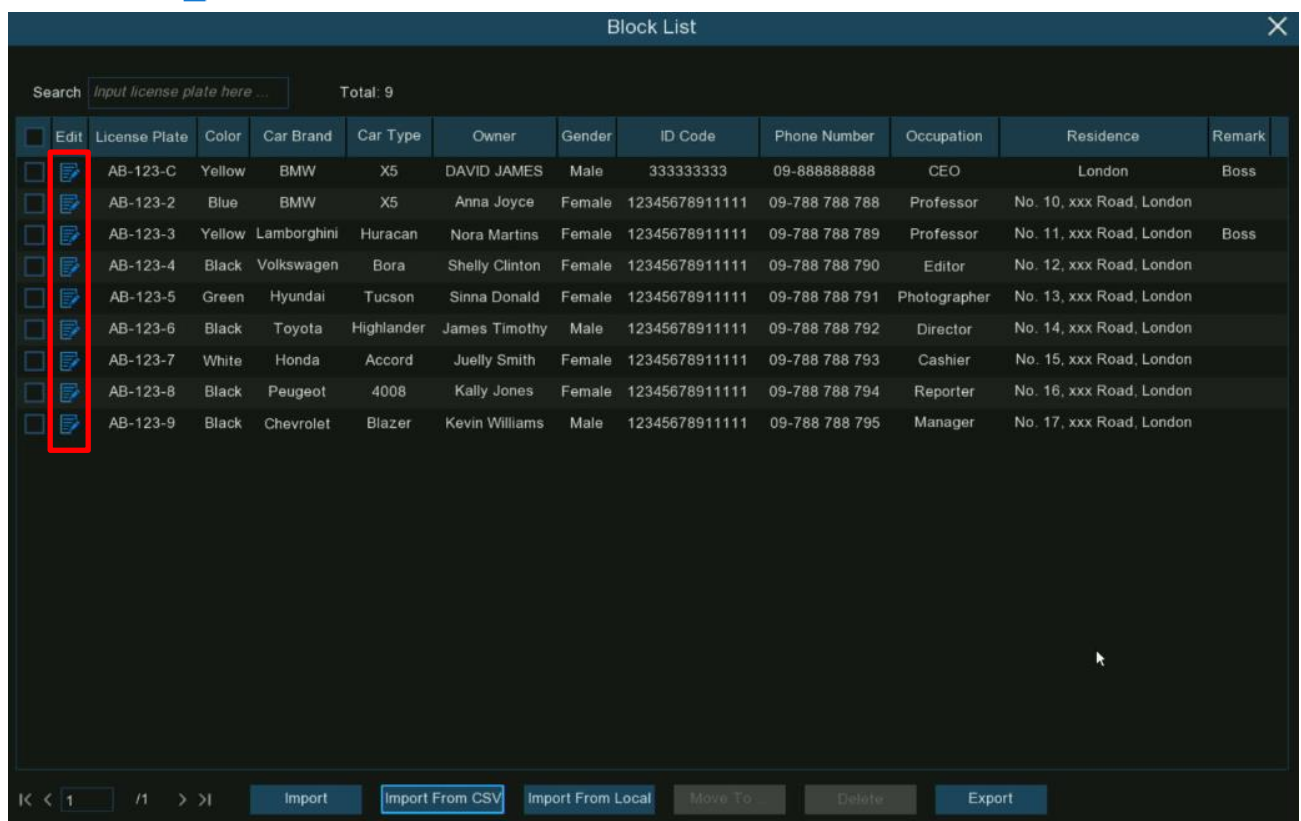 Block List
Search Input license plate here ... Total: 9
Edit License Plate Color Car Brand Car Type Owner Gender ID Code Phone Number Occupation Residence Remark
AB-123-C Yellow BMW X5 DAVID JAMES Male 333333333 09-888888888 CEO London Boss
AB-123-2 Blue BMW X5 Anna Joyce Female 12345678911111 09-788 788 788 Professor No. 10, xxx Road, London
AB-123-3 Yellow Lamborghini Huracan Nora Martins Female 12345678911111 09-788 788 789 Professor No. 11, xxx Road, London Boss
AB-123-4 Black Volkswagen Bora Shelly Clinton Female 12345678911111 09-788 788 790 Editor No. 12, xxx Road, London
AB-123-5 Green Hyundai Tucson Sinna Donald Female 12345678911111 09-788 788 791 Photographer No. 13, xxx Road, London
AB-123-6 Black Toyota Highlander James Timothy Male 12345678911111 09-788 788 792 Director No. 14, xxx Road, London
AB-123-7 White Honda Accord Juelly Smith Female 12345678911111 09-788 788 793 Cashier No. 15, xxx Road, London
AB-123-8 Black Peugeot 4008 Kally Jones Female 12345678911111 09-788 788 794 Reporter No. 16, xxx Road, London
AB-123-9 Black Chevrolet Blazer Kevin Williams Male 12345678911111 09-788 788 795 Manager No. 17, xxx Road, London
1 /1 Import Import From CSV Import From Local Move To ... Delete Export